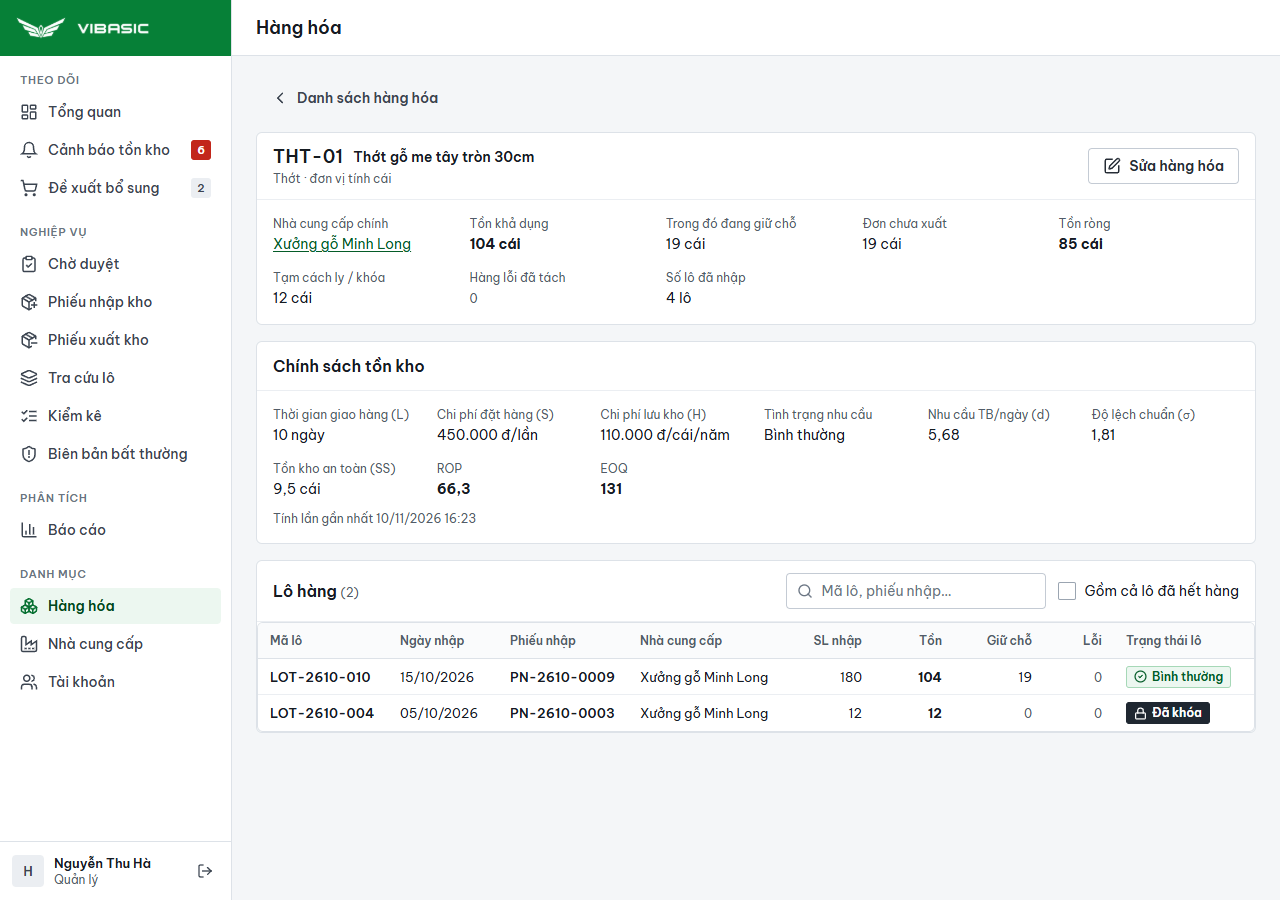 VIBASIC
Hàng hóa
THEO DÕI
Tổng quan
Cảnh báo tồn kho 6
Đề xuất bổ sung 2
NGHIỆP VỤ
Chờ duyệt
Phiếu nhập kho
Phiếu xuất kho
Tra cứu lô
Kiểm kê
Biên bản bất thường
PHÂN TÍCH
Báo cáo
DANH MỤC
Hàng hóa
Nhà cung cấp
Tài khoản
H
Nguyễn Thu Hà
Quản lý
Danh sách hàng hóa
THT-01 Thớt gỗ me tây tròn 30cm
Thớt · đơn vị tính cái
Sửa hàng hóa
Nhà cung cấp chính Tồn khả dụng Trong đó đang giữ chỗ Đơn chưa xuất Tồn ròng
Xưởng gỗ Minh Long 104 cái 19 cái 19 cái 85 cái
Tạm cách ly / khóa Hàng lỗi đã tách Số lô đã nhập
12 cái 0 4 lô
Chính sách tồn kho
Thời gian giao hàng (L) Chi phí đặt hàng (S) Chi phí lưu kho (H) Tình trạng nhu cầu Nhu cầu TB/ngày (d) Độ lệch chuẩn (σ)
10 ngày 450.000 đ/lần 110.000 đ/cái/năm Bình thường 5,68 1,81
Tồn kho an toàn (SS) ROP EOQ
9,5 cái 66,3 131
Tính lần gần nhất 10/11/2026 16:23
Lô hàng (2)
Mã lô, phiếu nhập...
Gồm cả lô đã hết hàng
Mã lô Ngày nhập Phiếu nhập Nhà cung cấp SL nhập Tồn Giữ chỗ Lỗi Trạng thái lô
LOT-2610-010 15/10/2026 PN-2610-0009 Xưởng gỗ Minh Long 180 104 19 0 Bình thường
LOT-2610-004 05/10/2026 PN-2610-0003 Xưởng gỗ Minh Long 12 12 0 0 Đã khóa